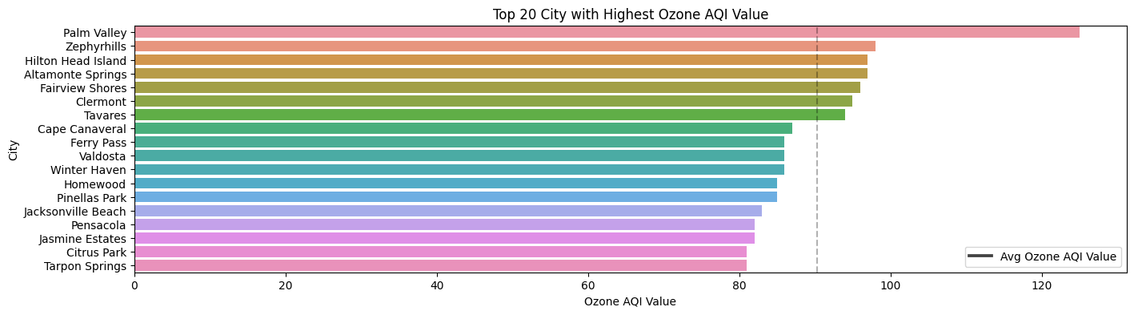 Top 20 City with Highest Ozone AQI Value
Palm Valley
Zephyrhills
Hilton Head Island
Altamonte Springs
Fairview Shores
Clermont
Tavares
Cape Canaveral
Ferry Pass
Valdosta
Winter Haven
Homewood
Pinellas Park
Jacksonville Beach
Pensacola
Jasmine Estates
Citrus Park
Tarpon Springs
City
Avg Ozone AQI Value
0 20 40 60 80 100 120
Ozone AQI Value